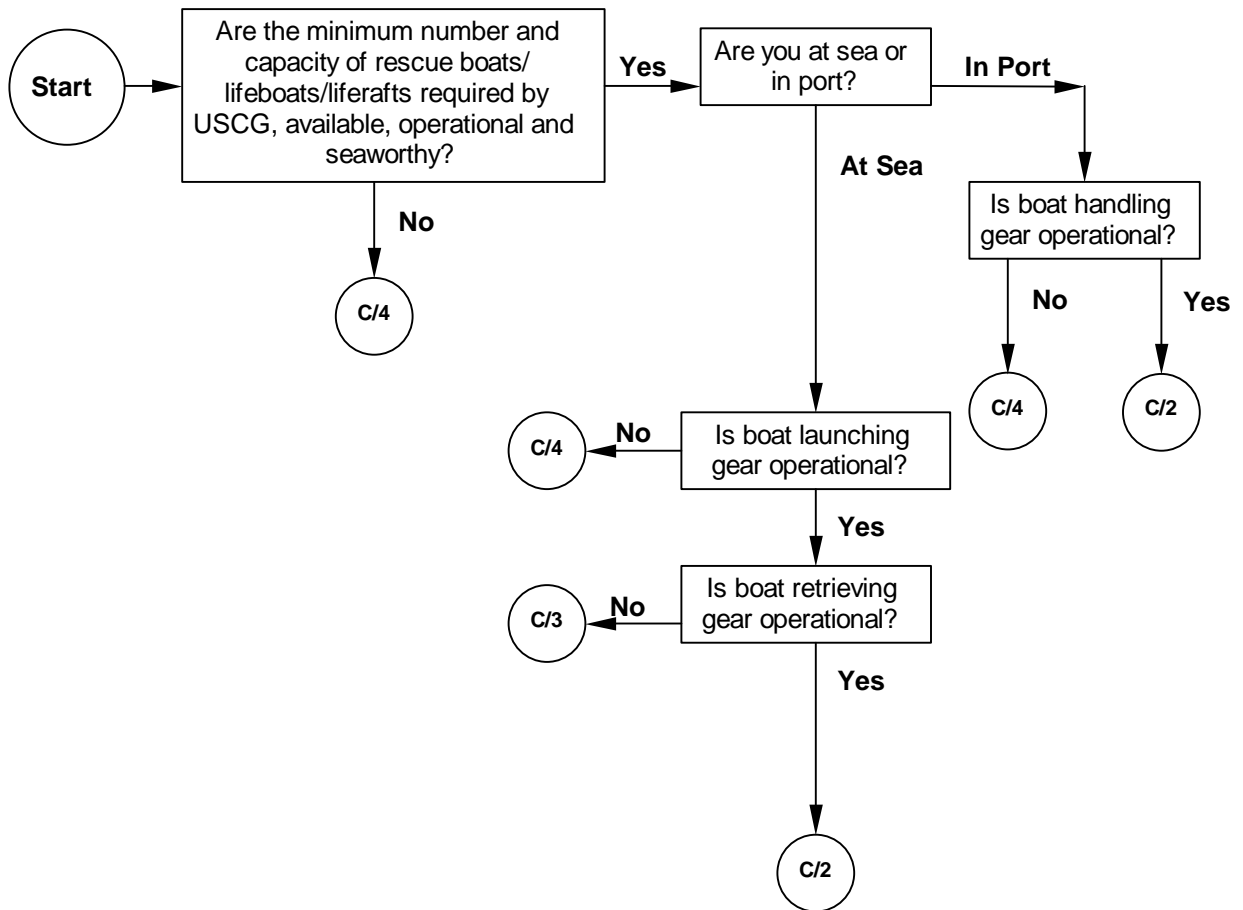 Start
Are the minimum number and
capacity of rescue boats/
lifeboats/liferafts required by
USCG, available, operational and
seaworthy?
Yes
No
C/4
Are you at sea or
in port?
In Port
At Sea
Is boat handling
gear operational?
No
Yes
C/4
C/2
Is boat launching
gear operational?
No
C/4
Yes
Is boat retrieving
gear operational?
No
C/3
Yes
C/2